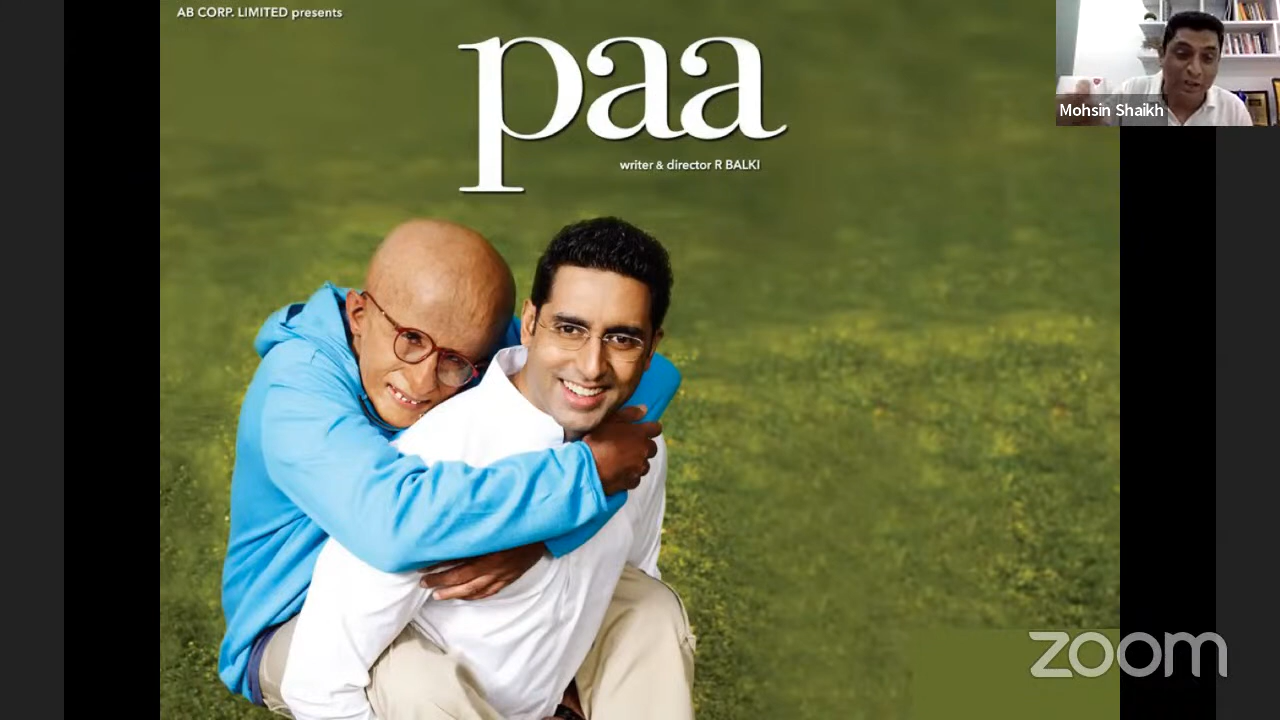 AB CORP. LIMITED presents
paa
writer & director R BALKI
Mohsin Shaikh
zoom